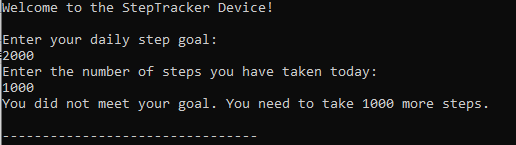 Welcome to the StepTracker Device!
Enter your daily step goal:
2000
Enter the number of steps you have taken today:
1000
You did not meet your goal. You need to take 1000 more steps.
--------------------------------